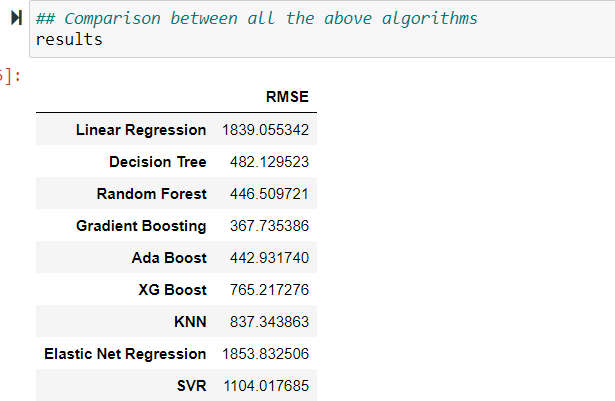 ## Comparison between all the above algorithms
results
]:
RMSE
Linear Regression 1839.055342
Decision Tree 482.129523
Random Forest 446.509721
Gradient Boosting 367.735386
Ada Boost 442.931740
XG Boost 765.217276
KNN 837.343863
Elastic Net Regression 1853.832506
SVR 1104.017685